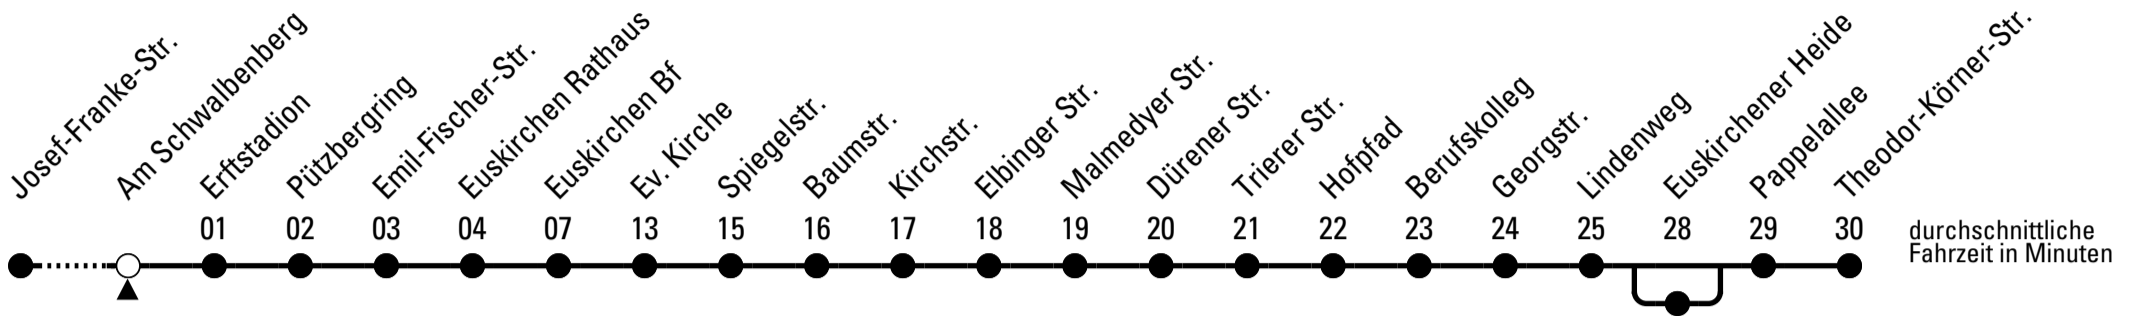 Josef-Franke-Str.
Am Schwalbenberg
Erftstadion
Pützbergring
Emil-Fischer-Str.
Euskirchen Rathaus
Euskirchen Bf
Ev. Kirche
Spiegelstr.
Baumstr.
Kirchstr.
Elbinger Str.
Malmedyer Str.
Dürener Str.
Trierer Str.
Hofpfad
Berufskolleg
Georgstr.
Lindenweg
Euskirchener Heide
Pappelallee
Theodor-Körner-Str.
01 02 03 04 07 13 15 16 17 18 19 20 21 22 23 24 25 28 29 30
durchschnittliche
Fahrzeit in Minuten